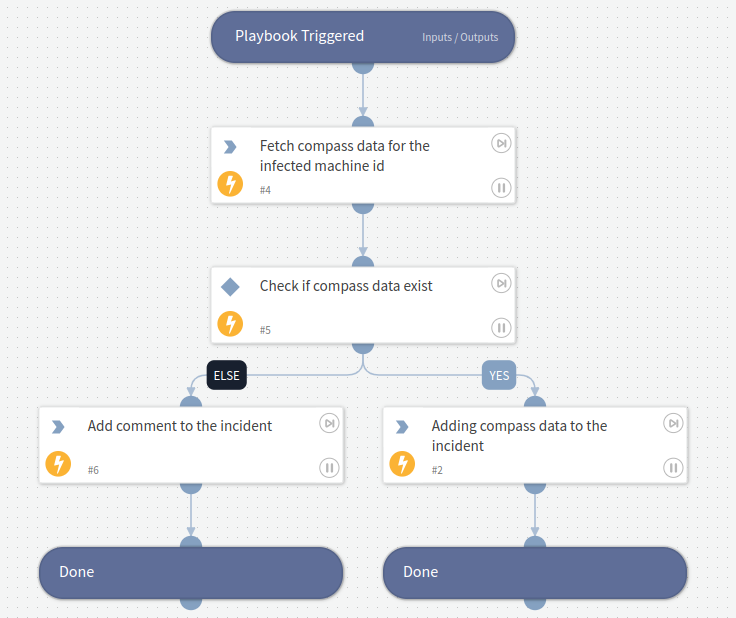 Playbook Triggered Inputs / Outputs
Fetch compass data for the
infected machine id
#4
Check if compass data exist
#5
ELSE
YES
Add comment to the incident
#6
Adding compass data to the
incident
#2
Done
Done